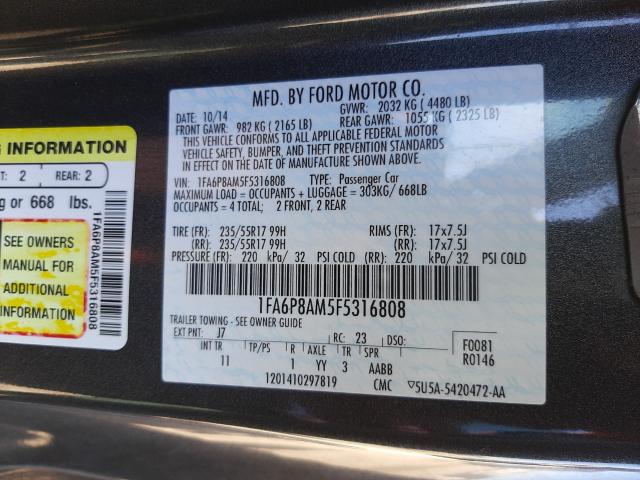 MFD. BY FORD MOTOR CO.
DATE: 10/14 GVWR: 2032 KG ( 4480 LB)
FRONT GAWR: 982 KG ( 2165 LB) REAR GAWR: 1055 KG ( 2325 LB)
THIS VEHICLE CONFORMS TO ALL APPLICABLE FEDERAL MOTOR
VEHICLE SAFETY, BUMPER, AND THEFT PREVENTION STANDARDS
IN EFFECT ON THE DATE OF MANUFACTURE SHOWN ABOVE.
VIN: 1FA6P8AM5F5316808 TYPE: Passenger Car
MAXIMUM LOAD = OCCUPANTS + LUGGAGE = 303KG/ 668LB
OCCUPANTS = 4 TOTAL; 2 FRONT, 2 REAR
TIRE (FR): 235/55R17 99H RIMS (FR): 17x7.5J
(RR): 235/55R17 99H (RR): 17x7.5J
PRESSURE (FR): 220 kPa/ 32 PSI COLD (RR): 220 kPa/ 32 PSI COLD
1FA6P8AM5F5316808
TRAILER TOWING - SEE OWNER GUIDE
EXT PNT: J7 RC: 23 DSO: F0081
INT TR TP/PS R AXLE TR SPR R0146
11 1 YY 3 AABB
1201410297819 CMC ▽5U5A-5420472-AA
G INFORMATION
T: 2 REAR: 2
g or 668 lbs.
SEE OWNERS
MANUAL FOR
ADDITIONAL
INFORMATION
1FA6P8AM5F5316808